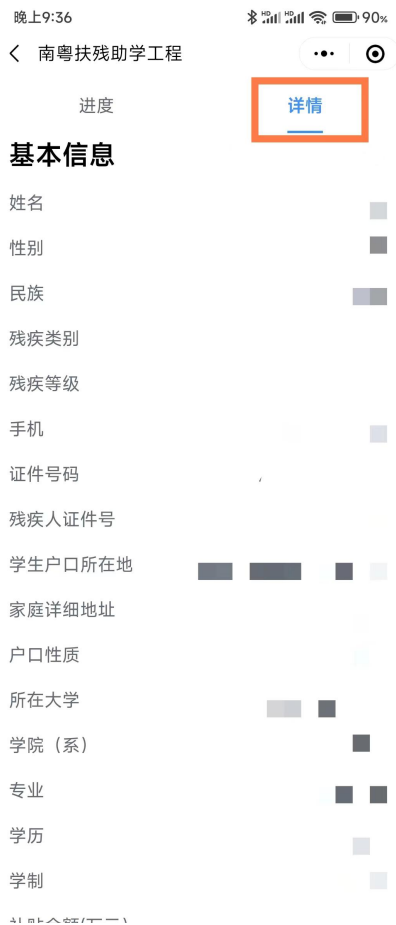 晚上9:36
90%
南粤扶残助学工程
进度
详情
基本信息
姓名
性别
民族
残疾类别
残疾等级
手机
证件号码
残疾人证件号
学生户口所在地
家庭详细地址
户口性质
所在大学
学院（系）
专业
学历
学制